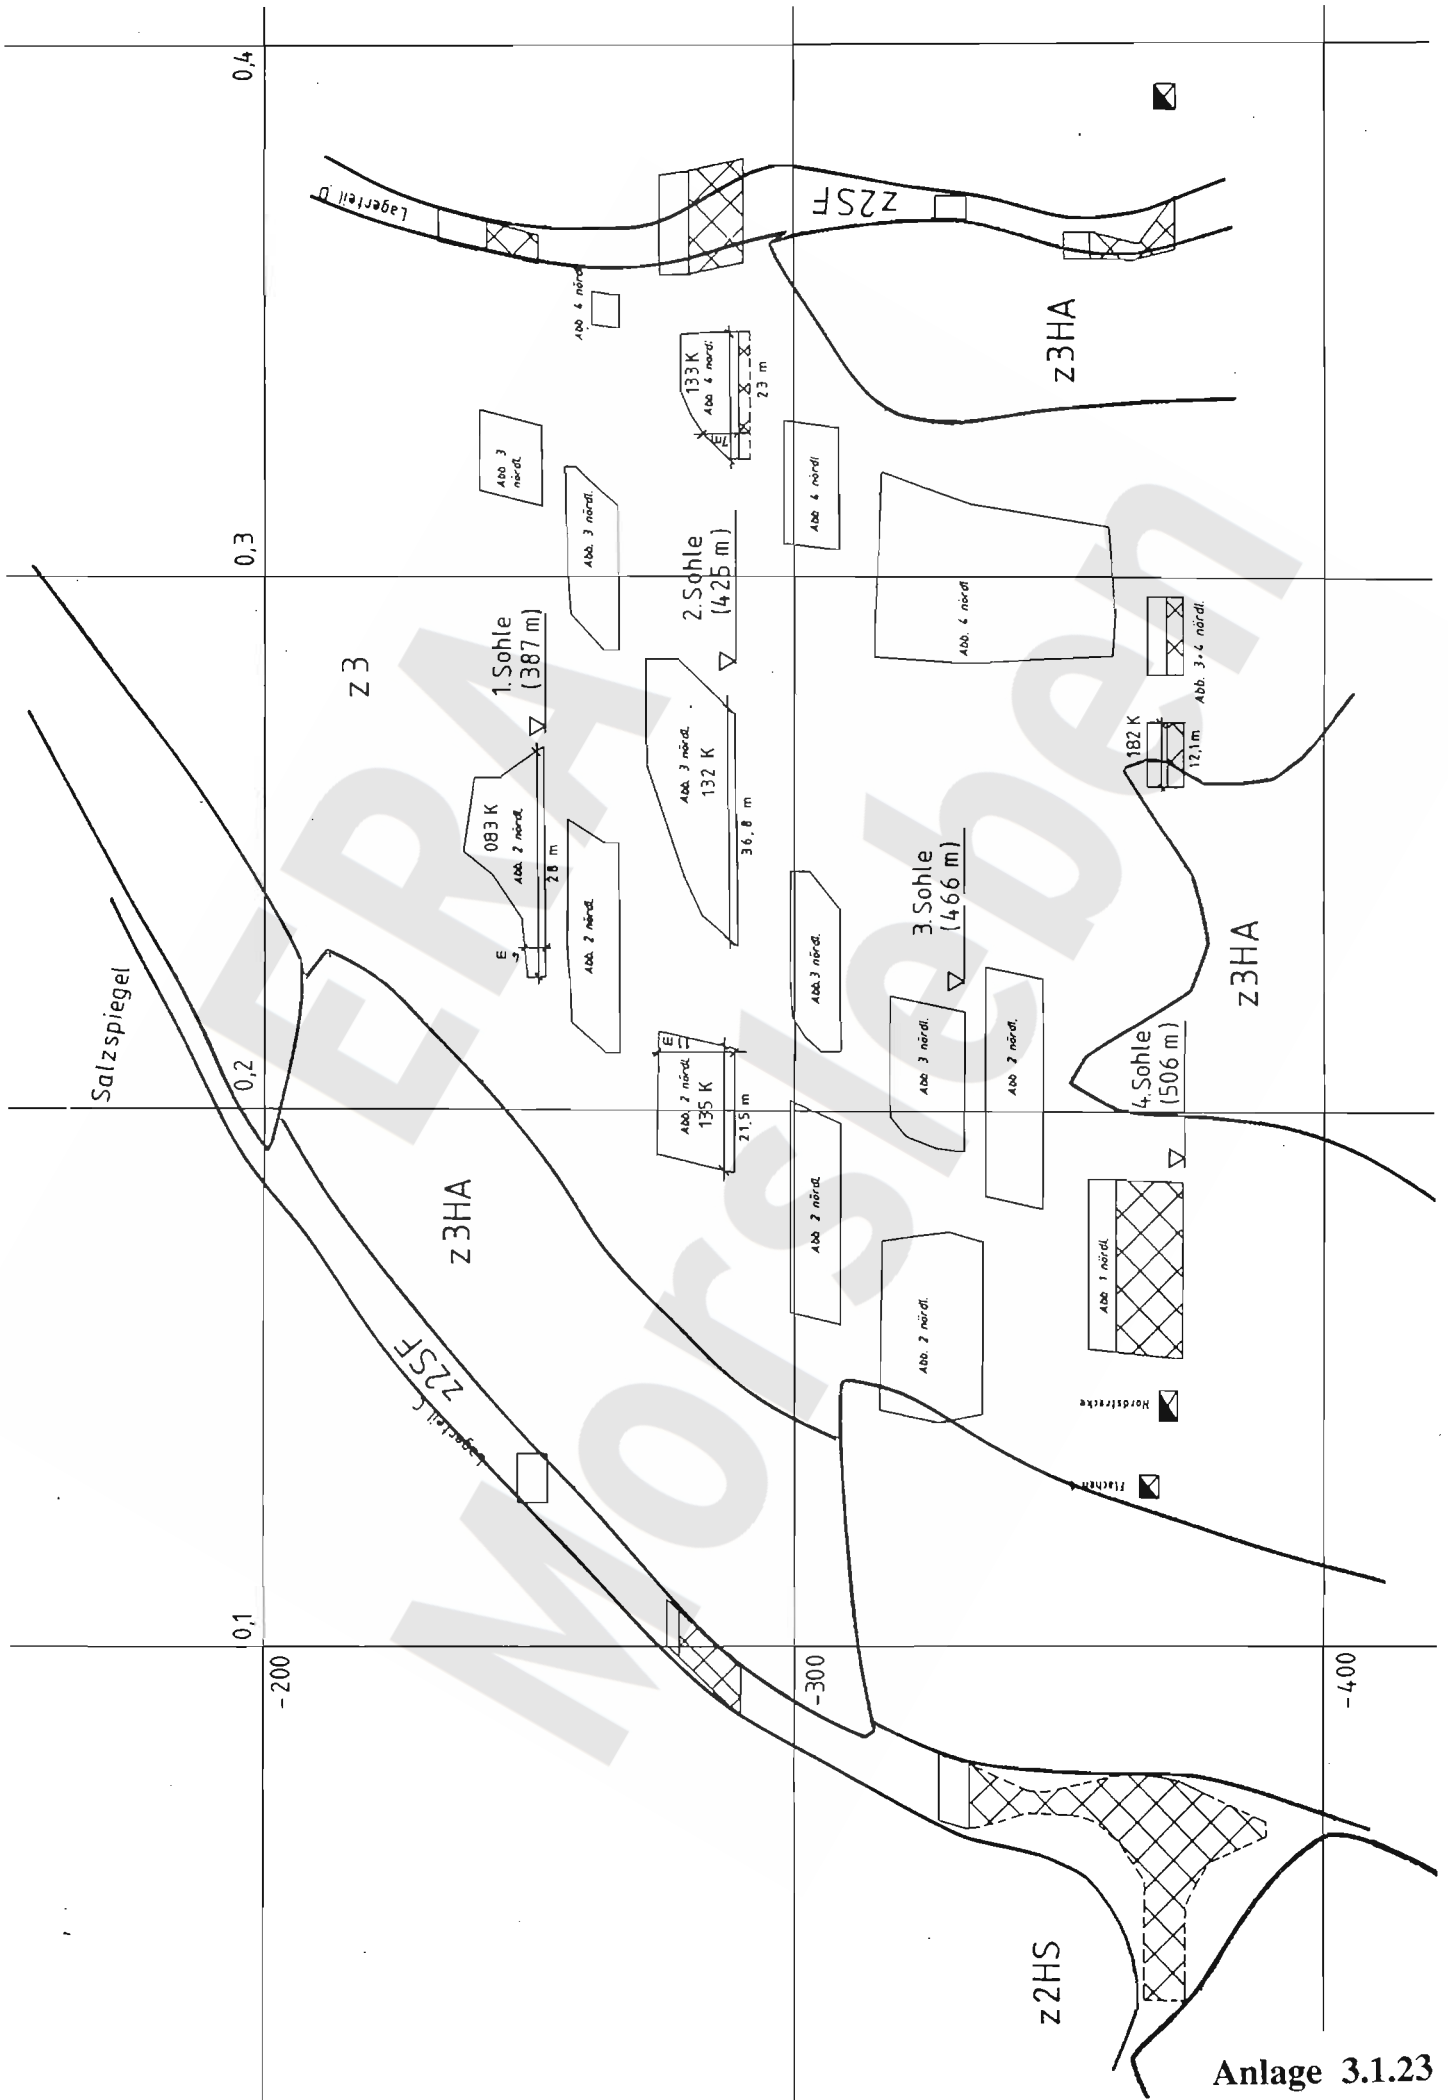 0,4
0,3
0,2
0,1
-200
-300
-400
Salzspiegel
z3
z3HA
z2SF
Lagerteil C
Lagerteil D
z2SF
z3HA
z3HA
z2HS
1.Sohle
(387 m)
2.Sohle
(425 m)
3.Sohle
(466 m)
4.Sohle
(506 m)
Abb 4 nördl
133 K
Abb 4 nördl.
7m
23 m
Abb. 3
nördl.
Abb. 3 nördl.
Abb 4 nördl
Abb. 4 nördl
083 K
Abb. 2 nördl.
28 m
Abb. 3 nördl.
132 K
36,8 m
Abb. 2 nördl.
Abb. 2 nördl
135 K
21,5 m
Abb.3 nördl.
Abb 3 nördl.
Abb 2 nördl.
Abb 2 nördl
Abb. 2 nördl.
Abb 1 nördl.
Abb. 3+4 nördl.
182 K
12,1m
Nordstrecke
Flachen
ERA
Morsleben
Anlage 3.1.23